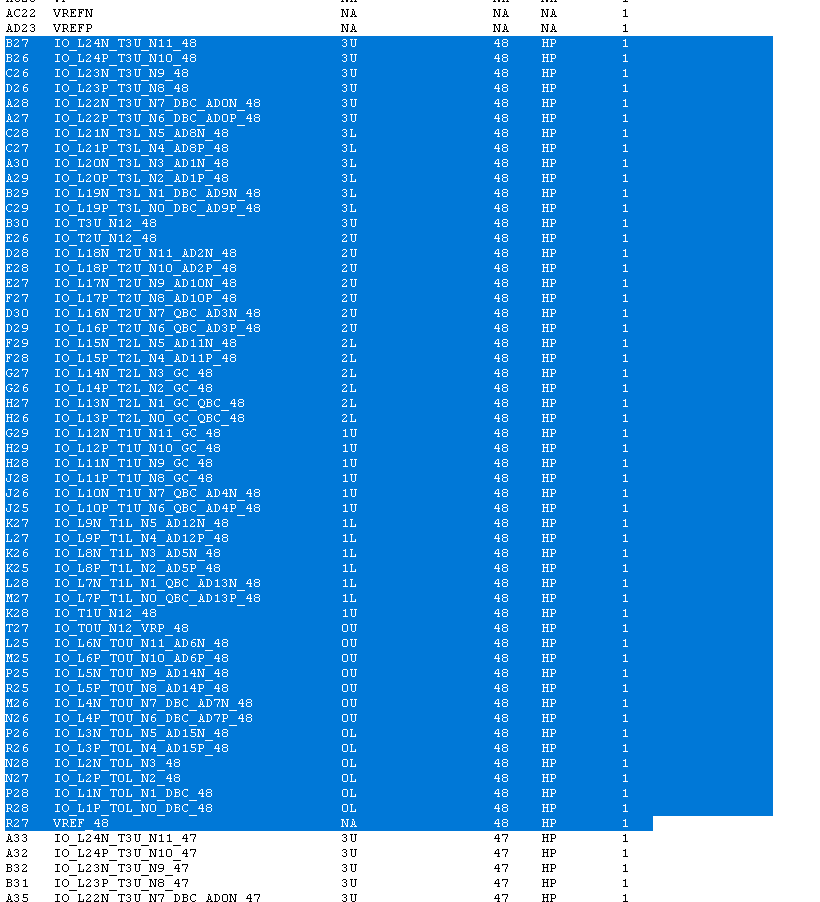 AC22 VREFN NA NA NA 1
AD23 VREFP NA NA NA 1
B27 IO_L24N_T3U_N11_48 3U 48 HP 1
B26 IO_L24P_T3U_N10_48 3U 48 HP 1
C26 IO_L23N_T3U_N9_48 3U 48 HP 1
D26 IO_L23P_T3U_N8_48 3U 48 HP 1
A28 IO_L22N_T3U_N7_DBC_AD0N_48 3U 48 HP 1
A27 IO_L22P_T3U_N6_DBC_AD0P_48 3U 48 HP 1
C28 IO_L21N_T3L_N5_AD8N_48 3L 48 HP 1
C27 IO_L21P_T3L_N4_AD8P_48 3L 48 HP 1
A30 IO_L20N_T3L_N3_AD1N_48 3L 48 HP 1
A29 IO_L20P_T3L_N2_AD1P_48 3L 48 HP 1
B29 IO_L19N_T3L_N1_DBC_AD9N_48 3L 48 HP 1
C29 IO_L19P_T3L_N0_DBC_AD9P_48 3L 48 HP 1
B30 IO_T3U_N12_48 3U 48 HP 1
E26 IO_T2U_N12_48 2U 48 HP 1
D28 IO_L18N_T2U_N11_AD2N_48 2U 48 HP 1
E28 IO_L18P_T2U_N10_AD2P_48 2U 48 HP 1
E27 IO_L17N_T2U_N9_AD10N_48 2U 48 HP 1
F27 IO_L17P_T2U_N8_AD10P_48 2U 48 HP 1
D30 IO_L16N_T2U_N7_QBC_AD3N_48 2U 48 HP 1
D29 IO_L16P_T2U_N6_QBC_AD3P_48 2U 48 HP 1
F29 IO_L15N_T2L_N5_AD11N_48 2L 48 HP 1
F28 IO_L15P_T2L_N4_AD11P_48 2L 48 HP 1
G27 IO_L14N_T2L_N3_GC_48 2L 48 HP 1
G26 IO_L14P_T2L_N2_GC_48 2L 48 HP 1
H27 IO_L13N_T2L_N1_GC_QBC_48 2L 48 HP 1
H26 IO_L13P_T2L_N0_GC_QBC_48 2L 48 HP 1
G29 IO_L12N_T1U_N11_GC_48 1U 48 HP 1
H29 IO_L12P_T1U_N10_GC_48 1U 48 HP 1
H28 IO_L11N_T1U_N9_GC_48 1U 48 HP 1
J28 IO_L11P_T1U_N8_GC_48 1U 48 HP 1
J26 IO_L10N_T1U_N7_QBC_AD4N_48 1U 48 HP 1
J25 IO_L10P_T1U_N6_QBC_AD4P_48 1U 48 HP 1
K27 IO_L9N_T1L_N5_AD12N_48 1L 48 HP 1
L27 IO_L9P_T1L_N4_AD12P_48 1L 48 HP 1
K26 IO_L8N_T1L_N3_AD5N_48 1L 48 HP 1
K25 IO_L8P_T1L_N2_AD5P_48 1L 48 HP 1
L28 IO_L7N_T1L_N1_QBC_AD13N_48 1L 48 HP 1
M27 IO_L7P_T1L_N0_QBC_AD13P_48 1L 48 HP 1
K28 IO_T1U_N12_48 1U 48 HP 1
T27 IO_T0U_N12_VRP_48 0U 48 HP 1
L25 IO_L6N_T0U_N11_AD6N_48 0U 48 HP 1
M25 IO_L6P_T0U_N10_AD6P_48 0U 48 HP 1
P25 IO_L5N_T0U_N9_AD14N_48 0U 48 HP 1
R25 IO_L5P_T0U_N8_AD14P_48 0U 48 HP 1
M26 IO_L4N_T0U_N7_DBC_AD7N_48 0U 48 HP 1
N26 IO_L4P_T0U_N6_DBC_AD7P_48 0U 48 HP 1
P26 IO_L3N_T0L_N5_AD15N_48 0L 48 HP 1
R26 IO_L3P_T0L_N4_AD15P_48 0L 48 HP 1
N28 IO_L2N_T0L_N3_48 0L 48 HP 1
N27 IO_L2P_T0L_N2_48 0L 48 HP 1
P28 IO_L1N_T0L_N1_DBC_48 0L 48 HP 1
R28 IO_L1P_T0L_N0_DBC_48 0L 48 HP 1
R27 VREF_48 NA 48 HP 1
A33 IO_L24N_T3U_N11_47 3U 47 HP 1
A32 IO_L24P_T3U_N10_47 3U 47 HP 1
B32 IO_L23N_T3U_N9_47 3U 47 HP 1
B31 IO_L23P_T3U_N8_47 3U 47 HP 1
A35 IO_L22N_T3U_N7_DBC_AD0N_47 3U 47 HP 1